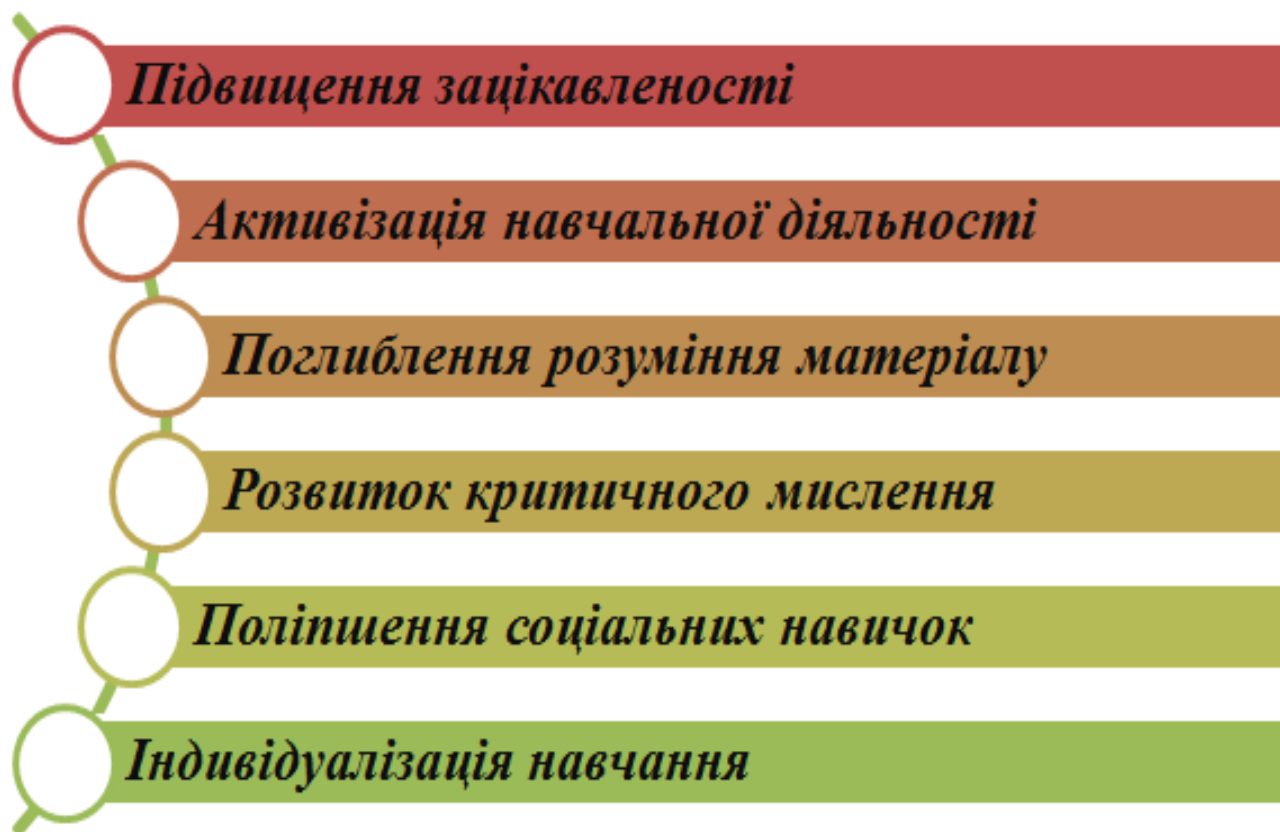 Підвищення зацікавленості
Активізація навчальної діяльності
Поглиблення розуміння матеріалу
Розвиток критичного мислення
Поліпшення соціальних навичок
Індивідуалізація навчання